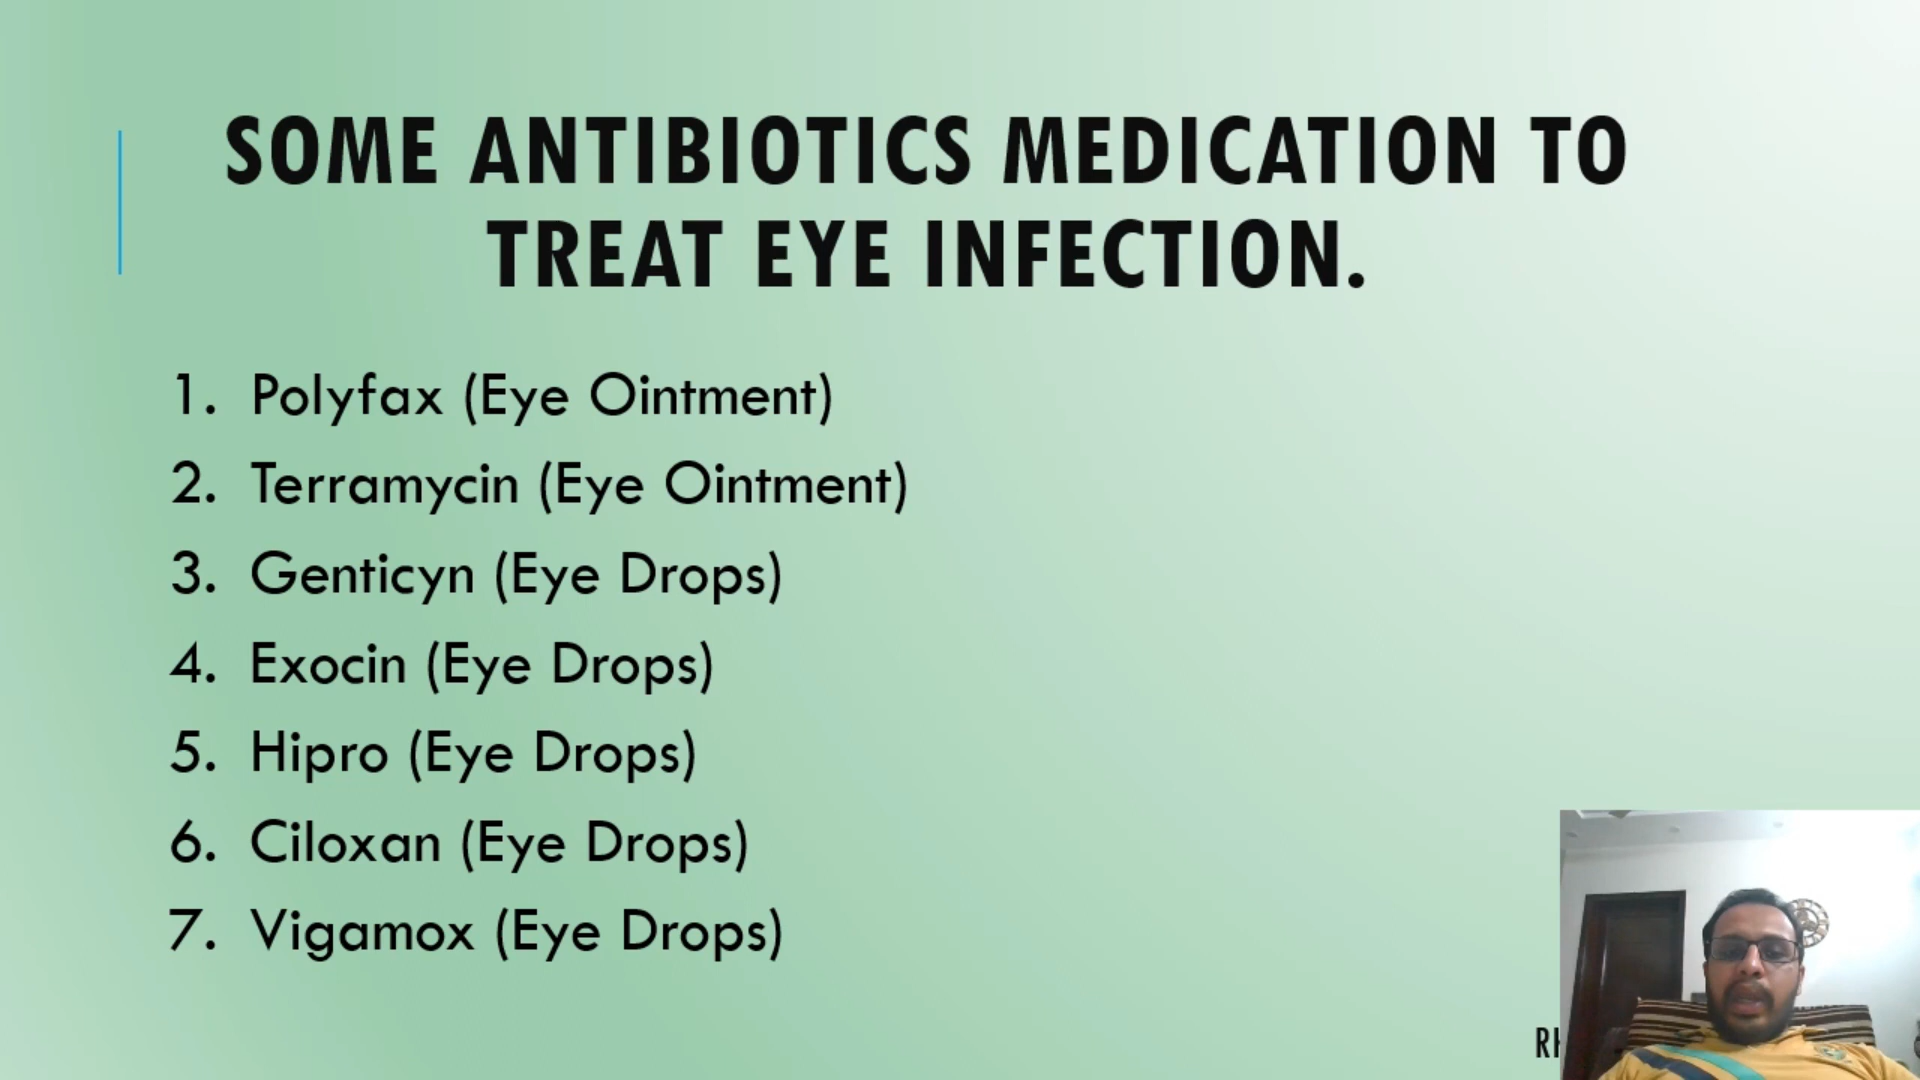 SOME ANTIBIOTICS MEDICATION TO
TREAT EYE INFECTION.
1. Polyfax (Eye Ointment)
2. Terramycin (Eye Ointment)
3. Genticyn (Eye Drops)
4. Exocin (Eye Drops)
5. Hipro (Eye Drops)
6. Ciloxan (Eye Drops)
7. Vigamox (Eye Drops)